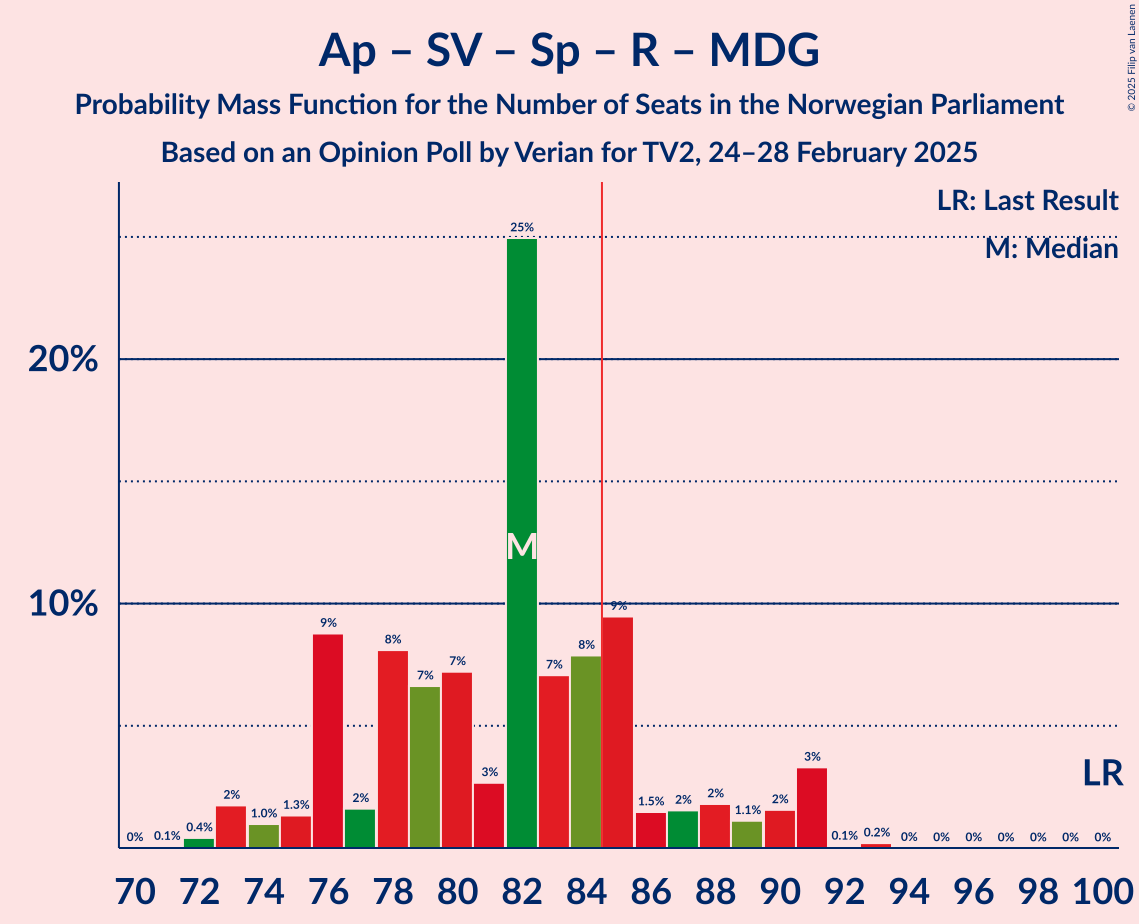 Ap – SV – Sp – R – MDG
Probability Mass Function for the Number of Seats in the Norwegian Parliament
Based on an Opinion Poll by Verian for TV2, 24–28 February 2025
© 2025 Filip van Laenen
LR: Last Result
M: Median
20%
10%
0% 0.1% 0.4% 2% 1.0% 1.3% 9% 2% 8% 7% 7% 3% 25% 7% 8% 9% 1.5% 2% 2% 1.1% 2% 3% 0.1% 0.2% 0% 0% 0% 0% 0% 0% 0%
M
LR
70 72 74 76 78 80 82 84 86 88 90 92 94 96 98 100